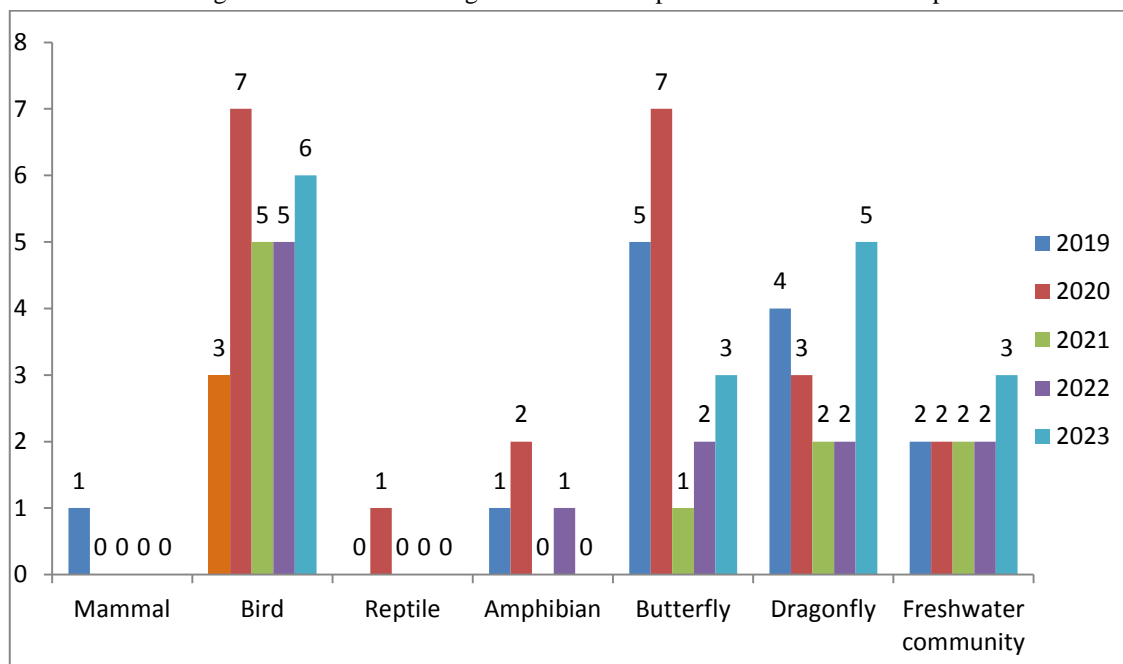 8
7
6
5
4
3
2
1
0
1 0 0 0 0
3 7 5 5 6
0 1 0 0 0
1 2 0 1 0
5 7 1 2 3
4 3 2 2 5
2 2 2 2 3
Mammal Bird Reptile Amphibian Butterfly Dragonfly Freshwater
community
2019
2020
2021
2022
2023